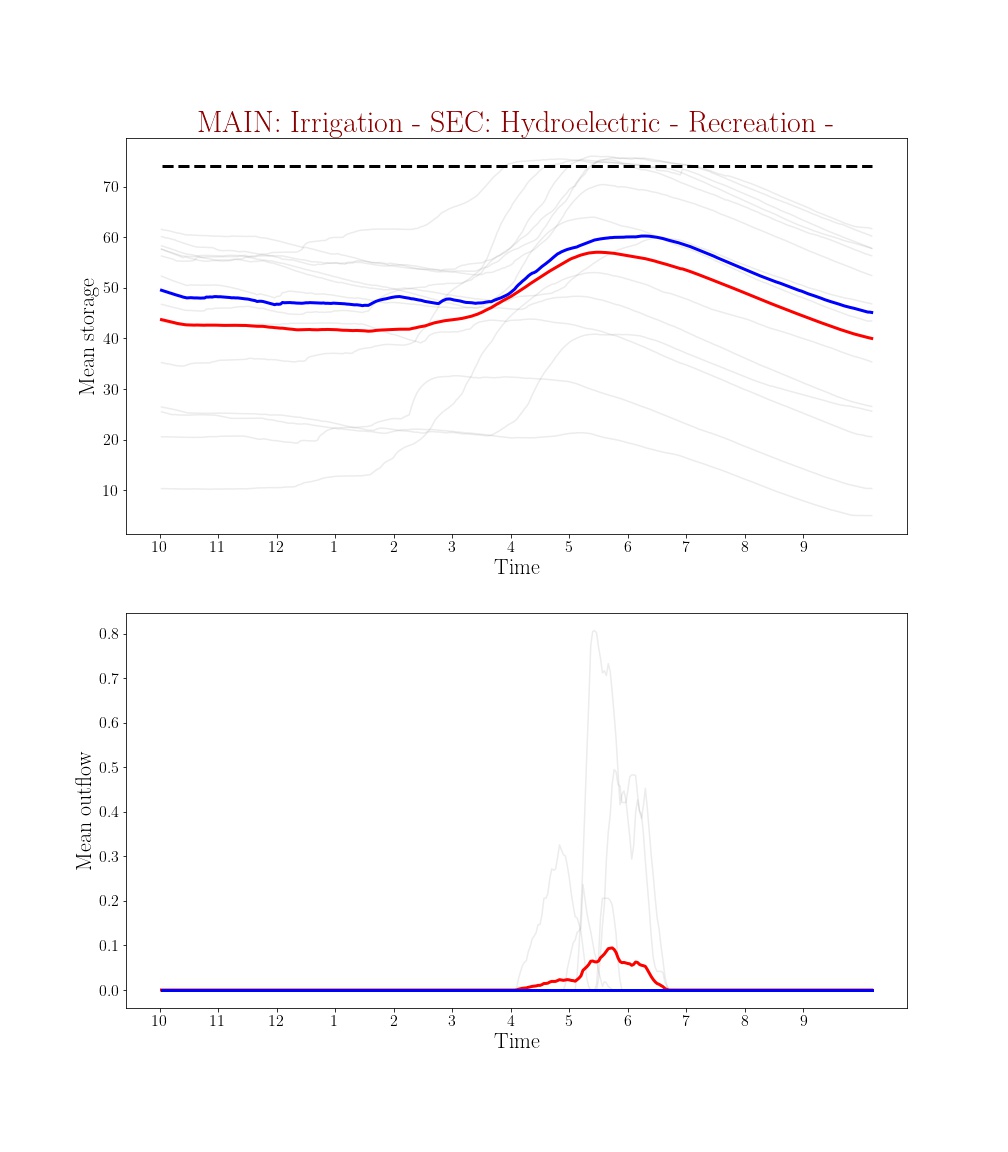 MAIN: Irrigation - SEC: Hydroelectric - Recreation -
Mean storage
70
60
50
40
30
20
10
10 11 12 1 2 3 4 5 6 7 8 9
Time
Mean outflow
0.8
0.7
0.6
0.5
0.4
0.3
0.2
0.1
0.0
10 11 12 1 2 3 4 5 6 7 8 9
Time